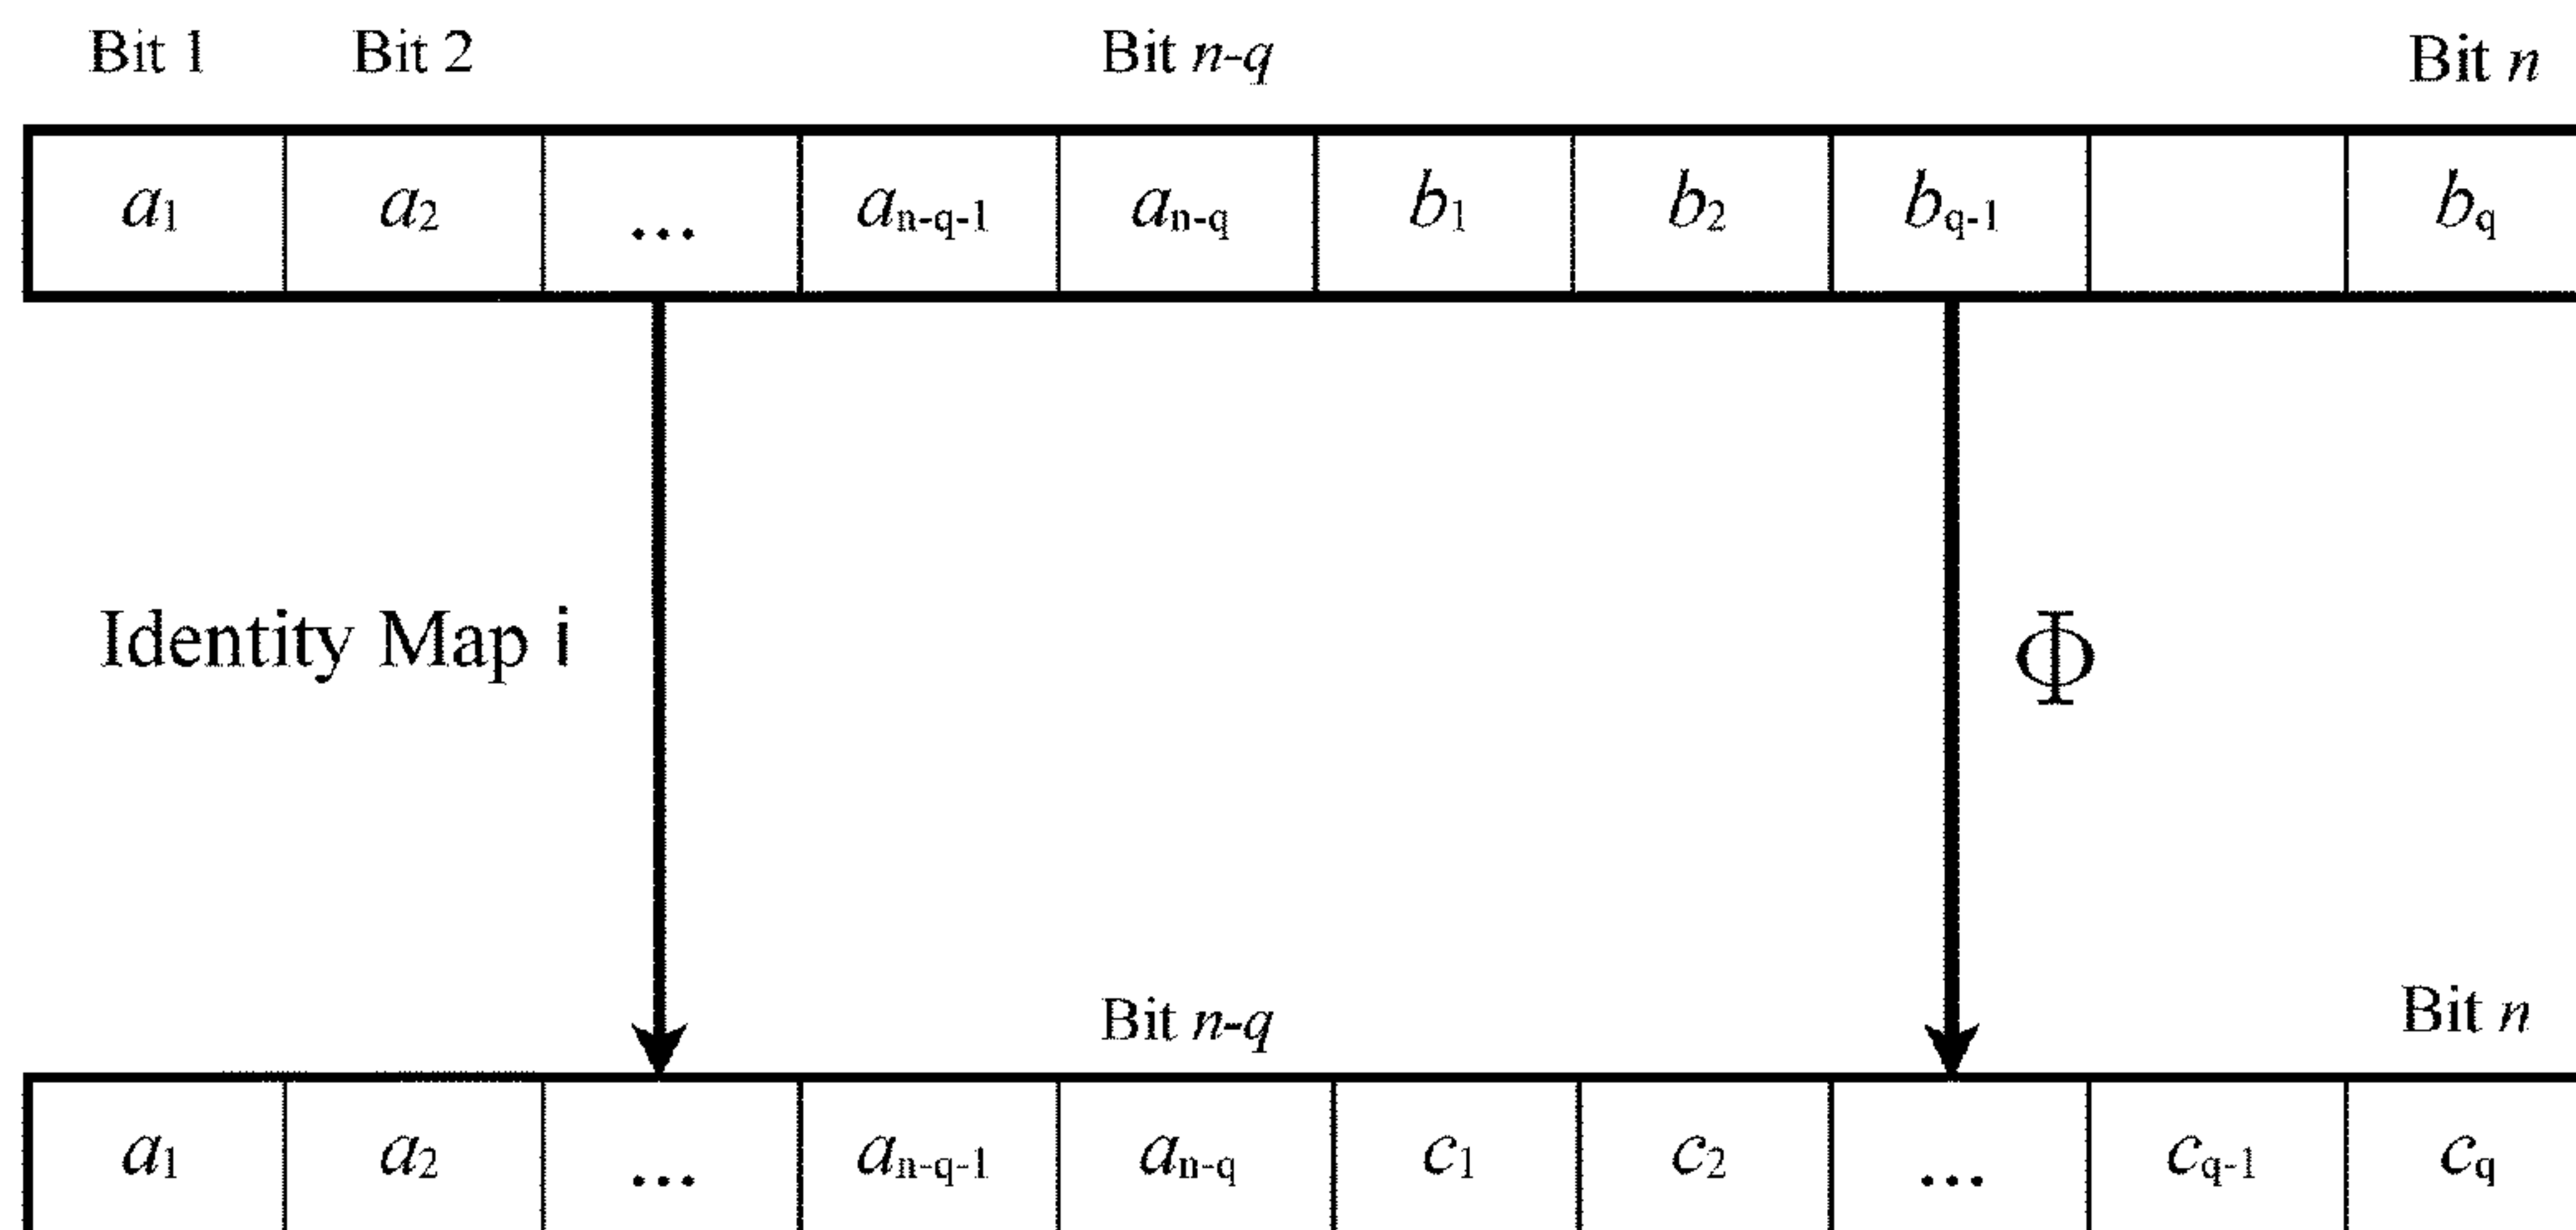 Bit 1 Bit 2 Bit n-q Bit n
a1 a2 ... an-q-1 an-q b1 b2 bq-1 bq
Identity Map i Φ
Bit n-q Bit n
a1 a2 ... an-q-1 an-q c1 c2 ... cq-1 cq